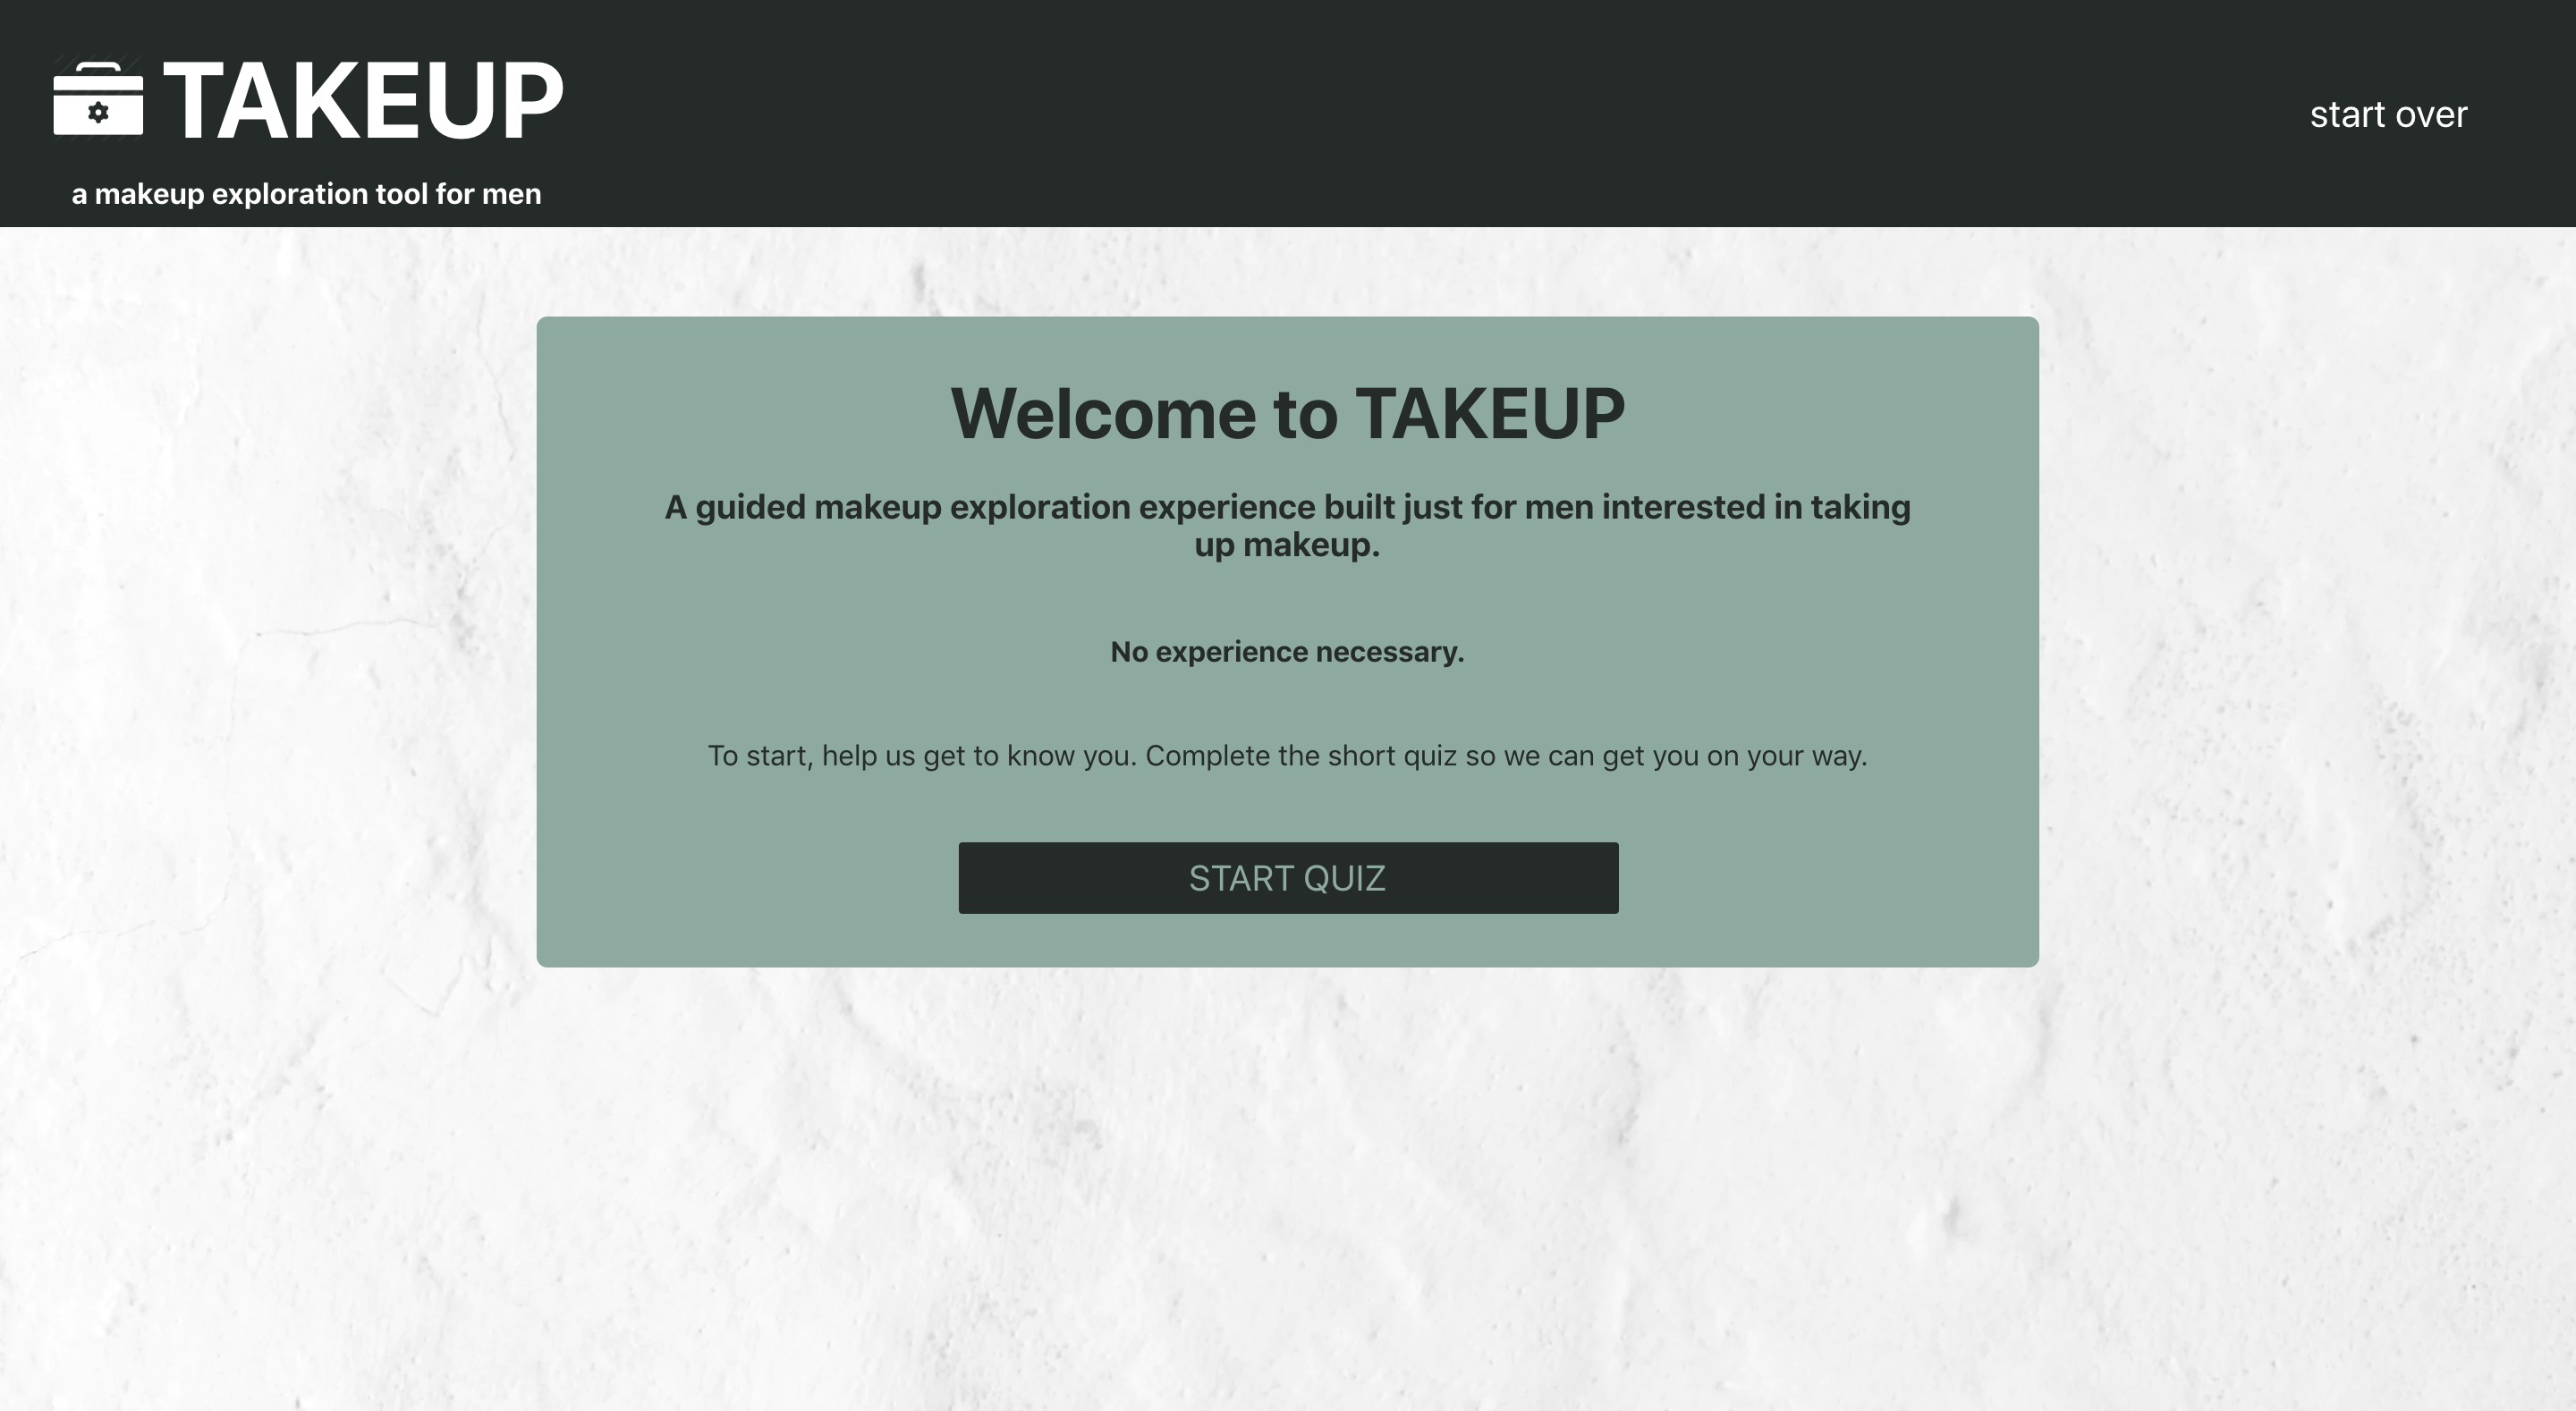 TAKEUP
start over
a makeup exploration tool for men
Welcome to TAKEUP
A guided makeup exploration experience built just for men interested in taking
up makeup.
No experience necessary.
To start, help us get to know you. Complete the short quiz so we can get you on your way.
START QUIZ